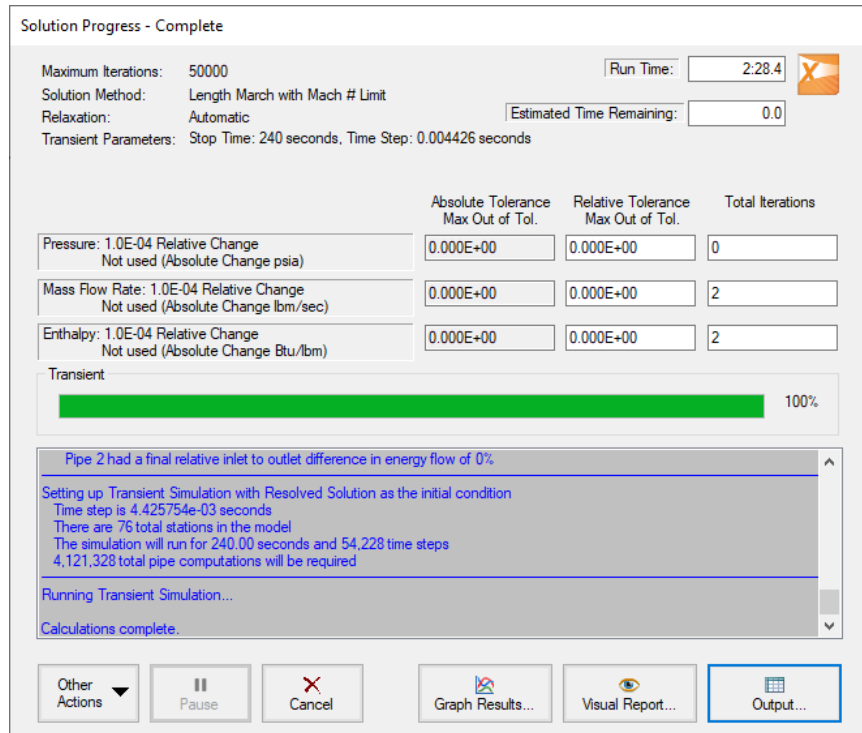 Solution Progress - Complete
Maximum Iterations: 50000
Solution Method: Length March with Mach # Limit
Relaxation: Automatic
Transient Parameters: Stop Time: 240 seconds, Time Step: 0.004426 seconds
Run Time: 2:28.4
Estimated Time Remaining: 0.0
Absolute Tolerance Relative Tolerance Total Iterations
Max Out of Tol. Max Out of Tol.
Pressure: 1.0E-04 Relative Change 0.000E+00 0.000E+00 0
Not used (Absolute Change psia)
Mass Flow Rate: 1.0E-04 Relative Change 0.000E+00 0.000E+00 2
Not used (Absolute Change lbm/sec)
Enthalpy: 1.0E-04 Relative Change 0.000E+00 0.000E+00 2
Not used (Absolute Change Btu/lbm)
Transient
100%
Pipe 2 had a final relative inlet to outlet difference in energy flow of 0%
Setting up Transient Simulation with Resolved Solution as the initial condition
Time step is 4.425754e-03 seconds
There are 76 total stations in the model
The simulation will run for 240.00 seconds and 54,228 time steps
4,121,328 total pipe computations will be required
Running Transient Simulation...
Calculations complete.
Other Actions
Pause
Cancel
Graph Results...
Visual Report...
Output...